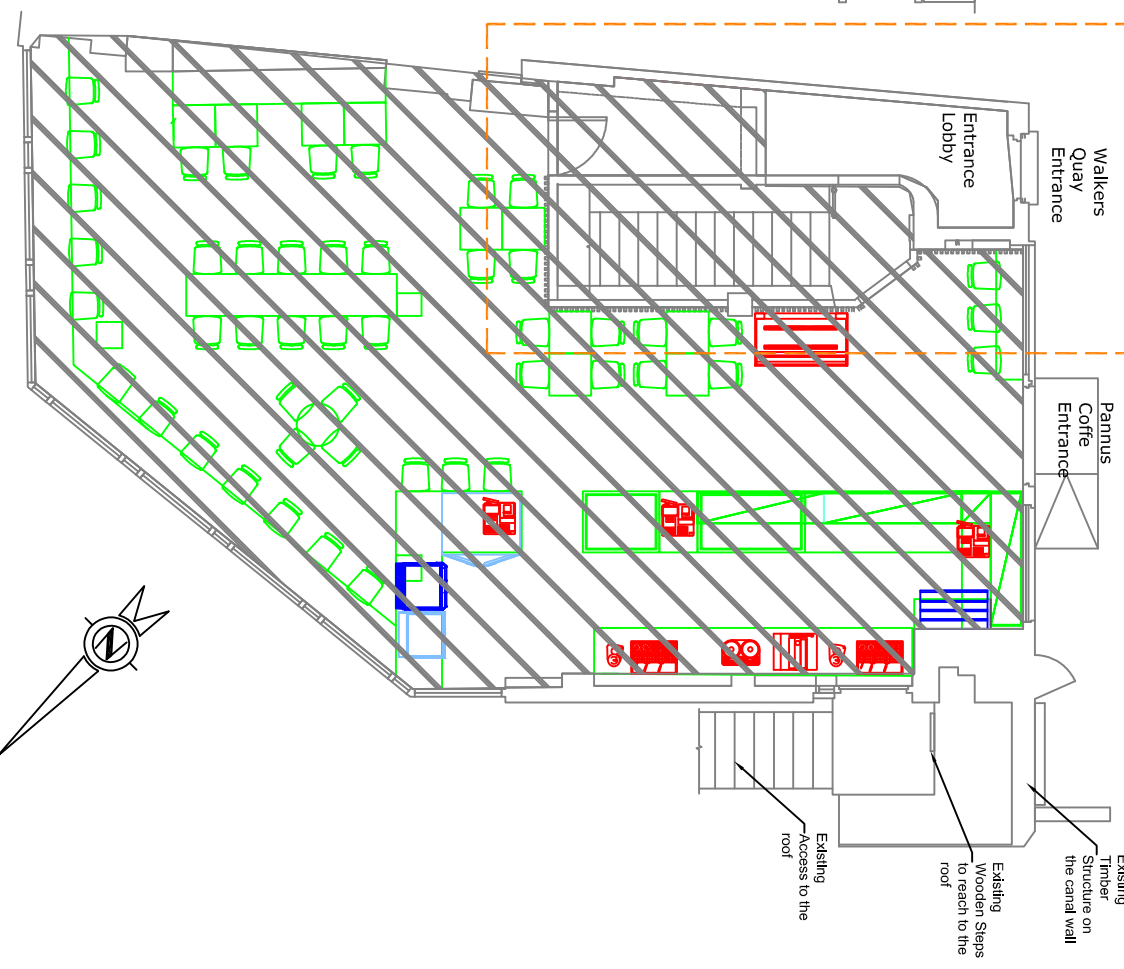 Walkers
Quay
Entrance
Entrance
Lobby
Pannus
Coffe
Entrance
N
Existing
Timber
Structure on
the canal wall
Existing
Wooden Steps
to reach to the
roof
Existing
Access to the
roof